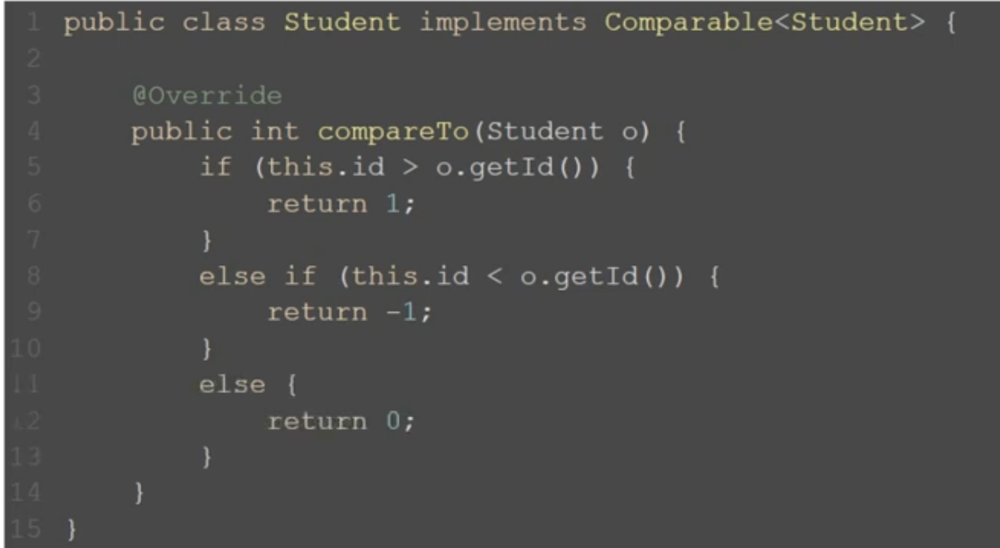 1 public class Student implements Comparable<Student> {
2
3 @Override
4 public int compareTo(Student o) {
5 if (this.id > o.getId()) {
6 return 1;
7 }
8 else if (this.id < o.getId()) {
9 return -1;
10 }
11 else {
12 return 0;
13 }
14 }
15 }